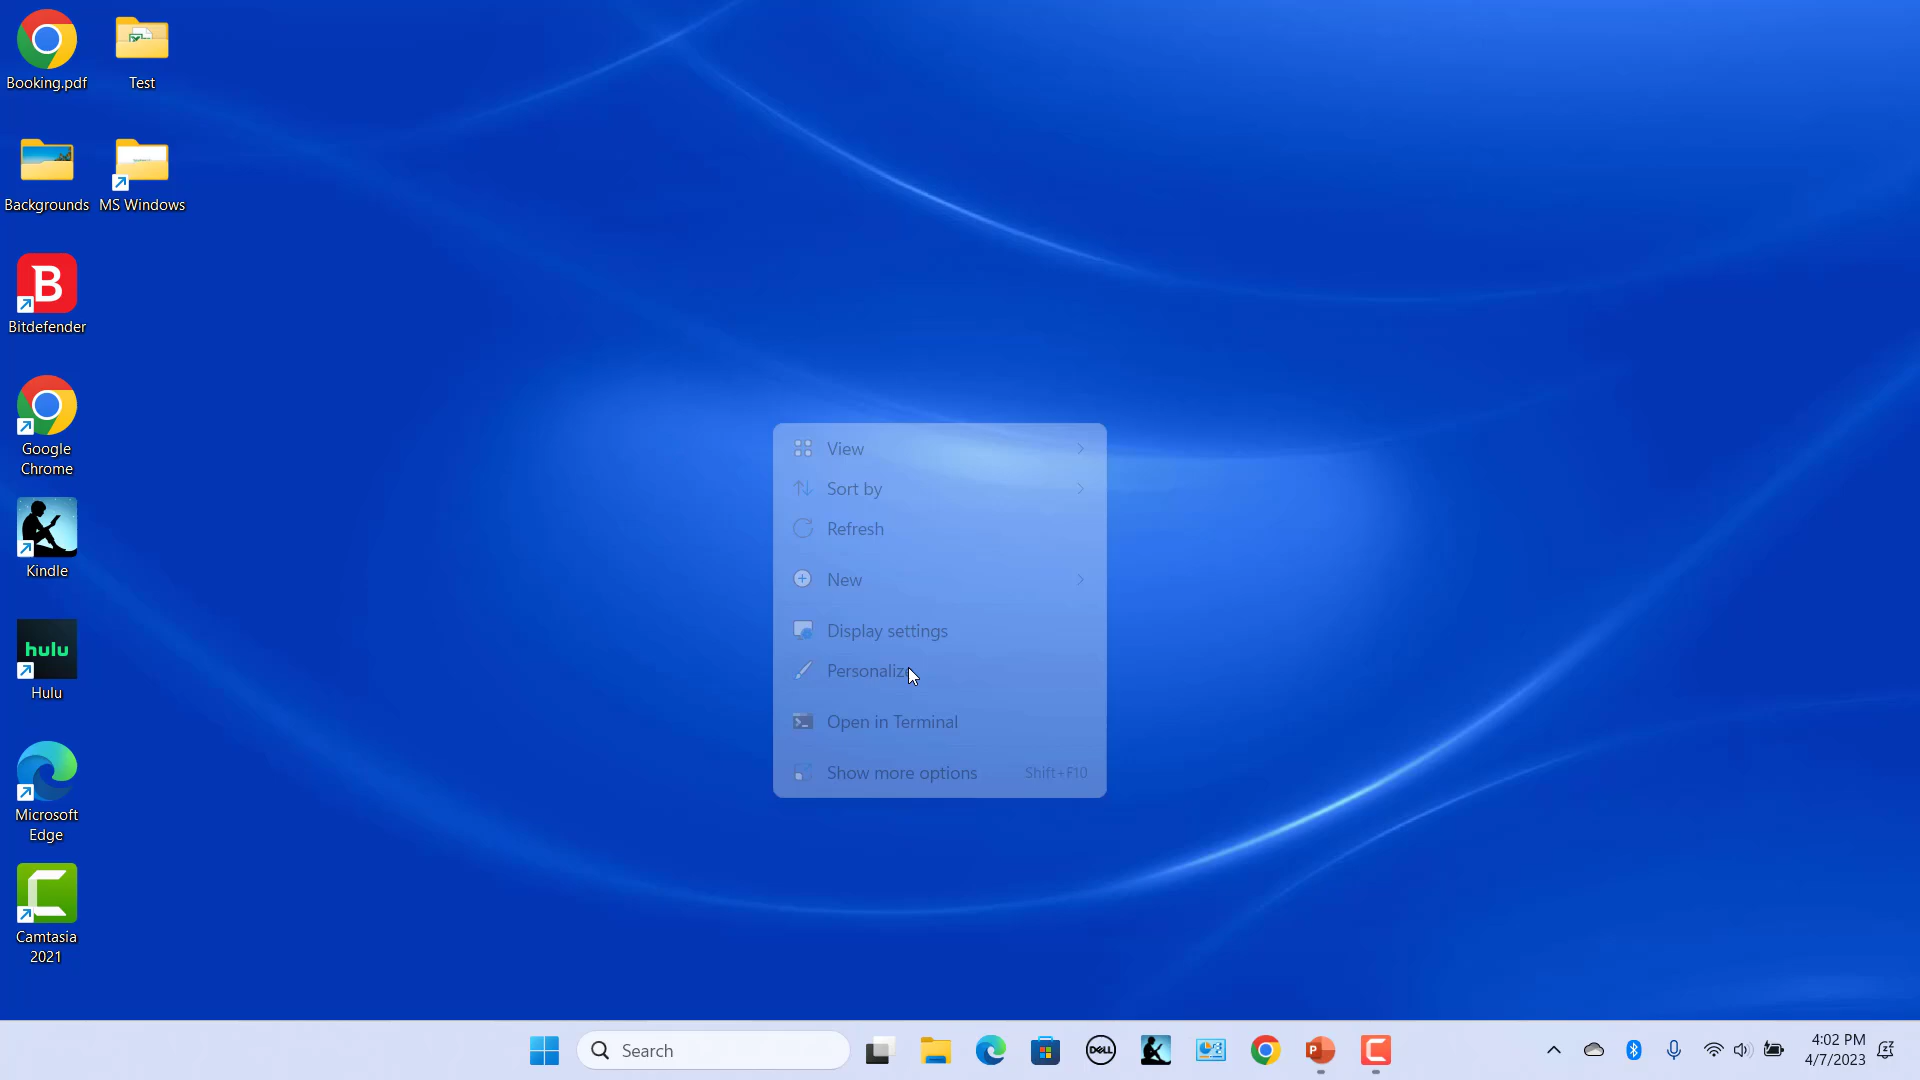 Booking.pdf
Test
Backgrounds
MS Windows
B
Bitdefender
Google
Chrome
Kindle
hulu
Hulu
Microsoft
Edge
Camtasia
2021
View
Sort by
Refresh
New
Display settings
Personalize
Open in Terminal
Show more options Shift+F10
Search
DELL
P
4:02 PM
4/7/2023